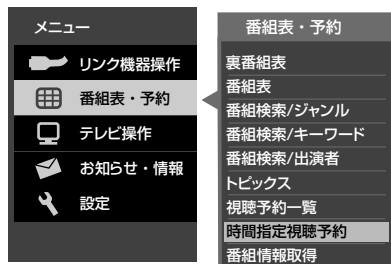 メニュー
リンク機器操作
番組表・予約
テレビ操作
お知らせ・情報
設定
番組表・予約
裏番組表
番組表
番組検索/ジャンル
番組検索/キーワード
番組検索/出演者
トピックス
視聴予約一覧
時間指定視聴予約
番組情報取得